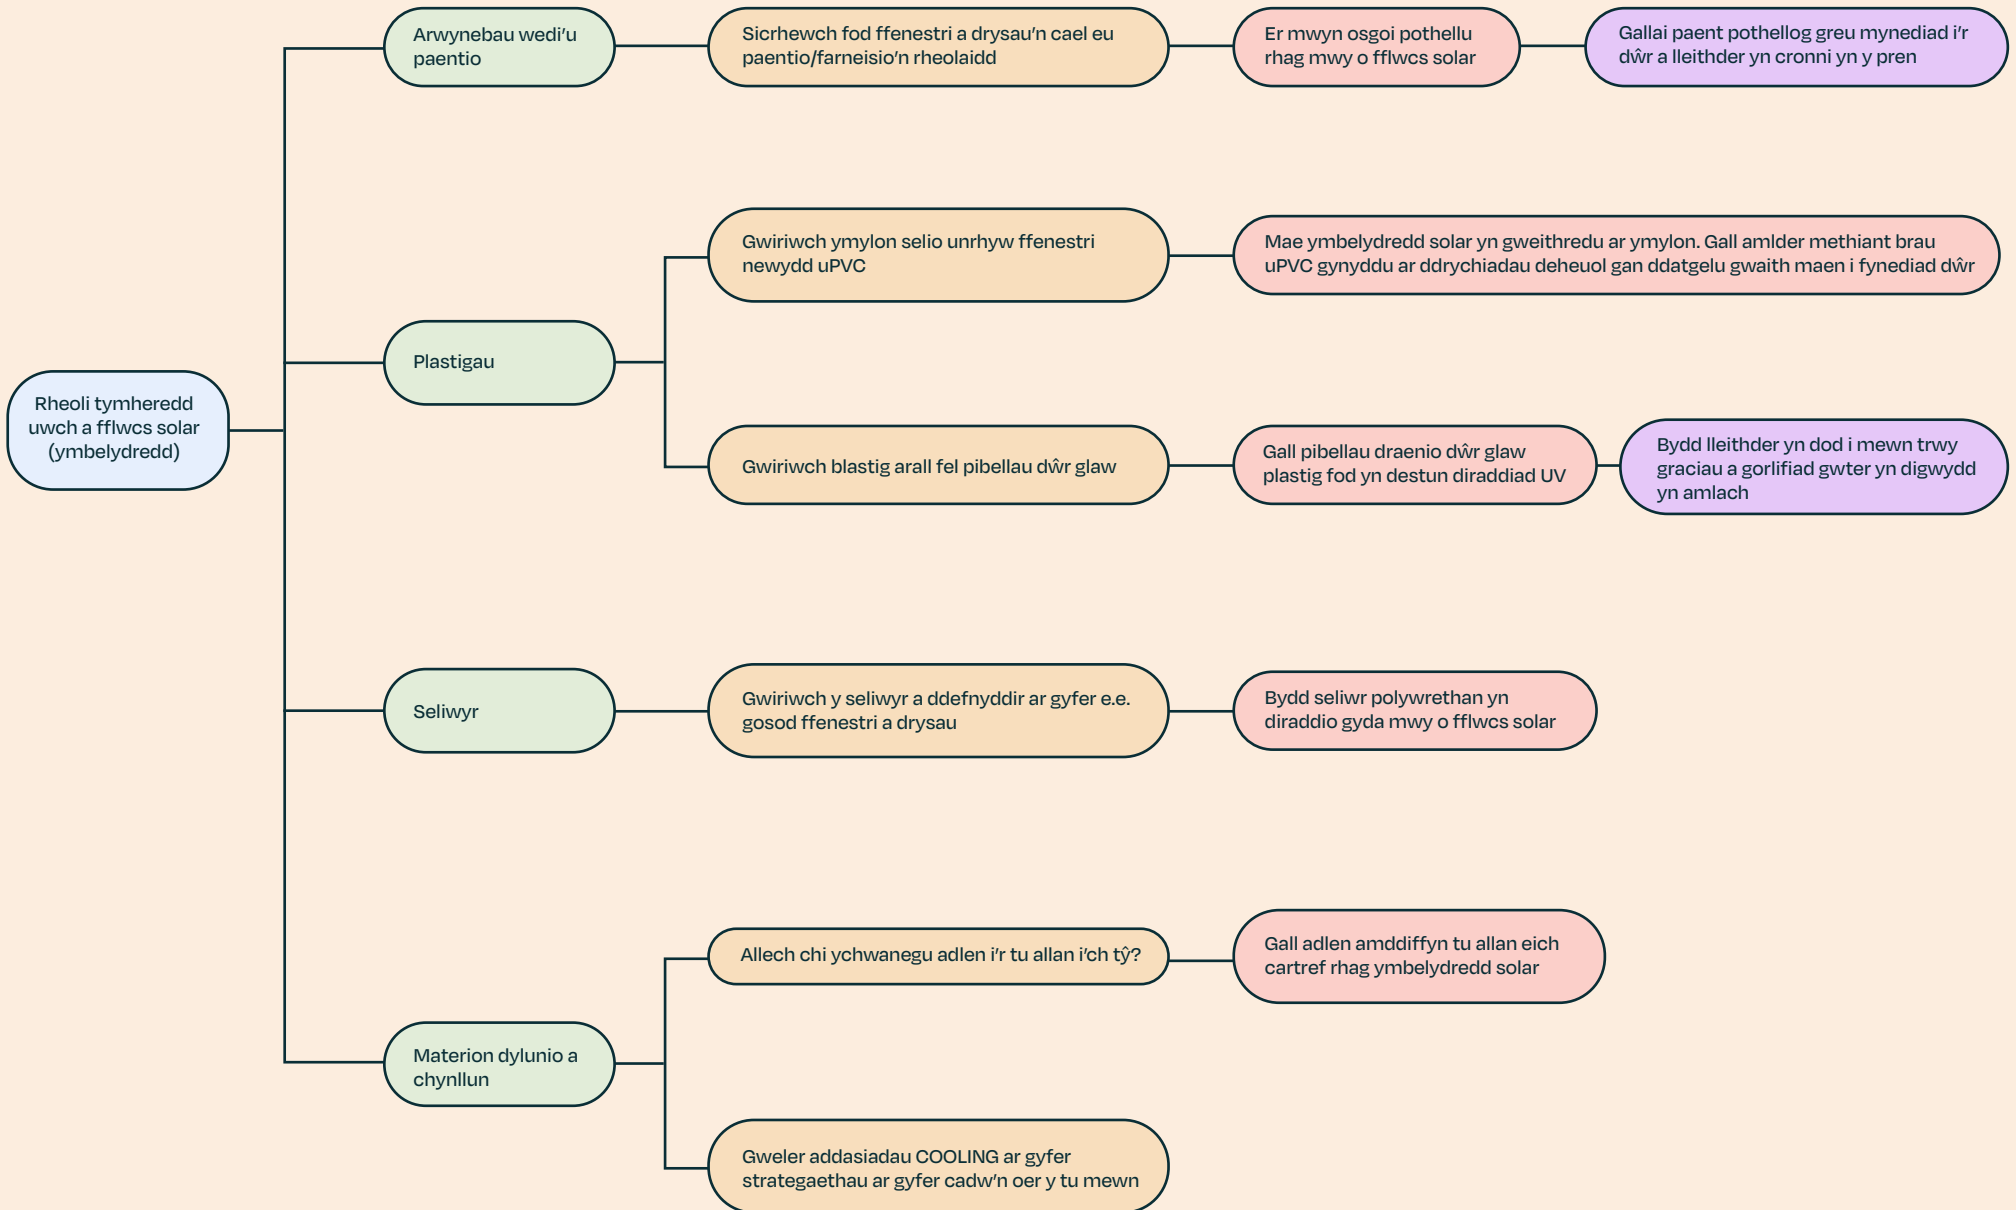 Rheoli tymheredd
uwch a fflwcs solar
(ymbelydredd)
Arwynebau wedi'u
paentio
Sicrhewch fod ffenestri a drysau'n cael eu
paentio/farneisio'n rheolaidd
Er mwyn osgoi pothellu
rhag mwy o fflwcs solar
Gallai paent pothellog greu mynediad i'r
dŵr a lleithder yn cronni yn y pren
Plastigau
Gwiriwch ymylon selio unrhyw ffenestri
newydd uPVC
Mae ymbelydredd solar yn gweithredu ar ymylon. Gall amlder methiant brau
uPVC gynyddu ar ddrychiadau deheuol gan ddatgelu gwaith maen i fynediad dŵr
Gwiriwch blastig arall fel pibellau dŵr glaw
Gall pibellau draenio dŵr glaw
plastig fod yn destun diraddiad UV
Bydd lleithder yn dod i mewn trwy
graciau a gorlifiad gwter yn digwydd
yn amlach
Seliwyr
Gwiriwch y seliwyr a ddefnyddir ar gyfer e.e.
gosod ffenestri a drysau
Bydd seliwr polywrethan yn
diraddio gyda mwy o fflwcs solar
Materion dylunio a
chynllun
Allech chi ychwanegu adlen i'r tu allan i'ch tŷ?
Gall adlen amddiffyn tu allan eich
cartref rhag ymbelydredd solar
Gweler addasiadau COOLING ar gyfer
strategaethau ar gyfer cadw'n oer y tu mewn